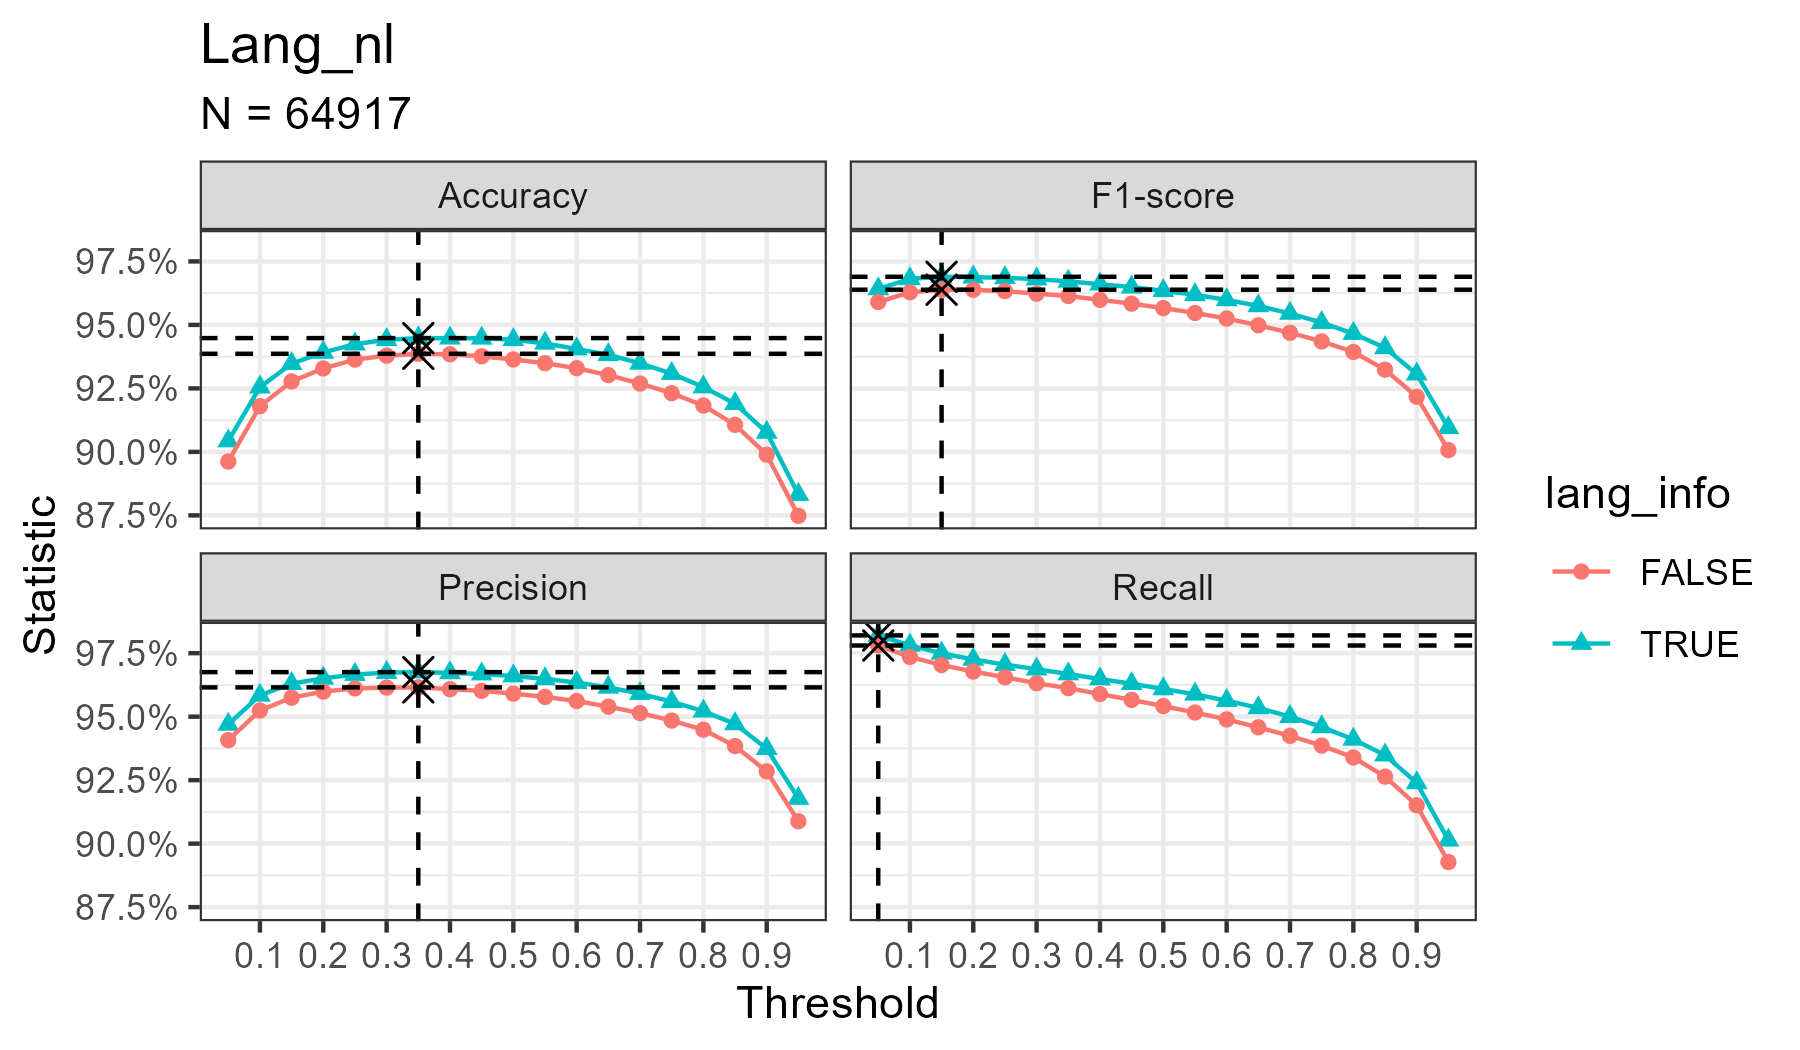 Lang_nl
N = 64917
Accuracy
F1-score
97.5%
95.0%
92.5%
90.0%
87.5%
Precision
Recall
97.5%
95.0%
92.5%
90.0%
87.5%
0.1 0.2 0.3 0.4 0.5 0.6 0.7 0.8 0.9
0.1 0.2 0.3 0.4 0.5 0.6 0.7 0.8 0.9
Threshold
Statistic
lang_info
FALSE
TRUE